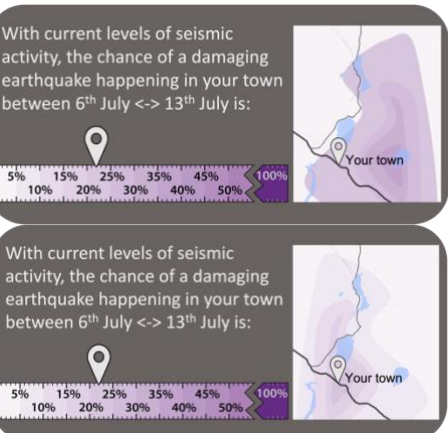 With current levels of seismic
activity, the chance of a damaging
earthquake happening in your town
between 6th July <-> 13th July is:
5% 15% 25% 35% 45% 100%
10% 20% 30% 40% 50%
Your town
With current levels of seismic
activity, the chance of a damaging
earthquake happening in your town
between 6th July <-> 13th July is:
5% 15% 25% 35% 45% 100%
10% 20% 30% 40% 50%
Your town